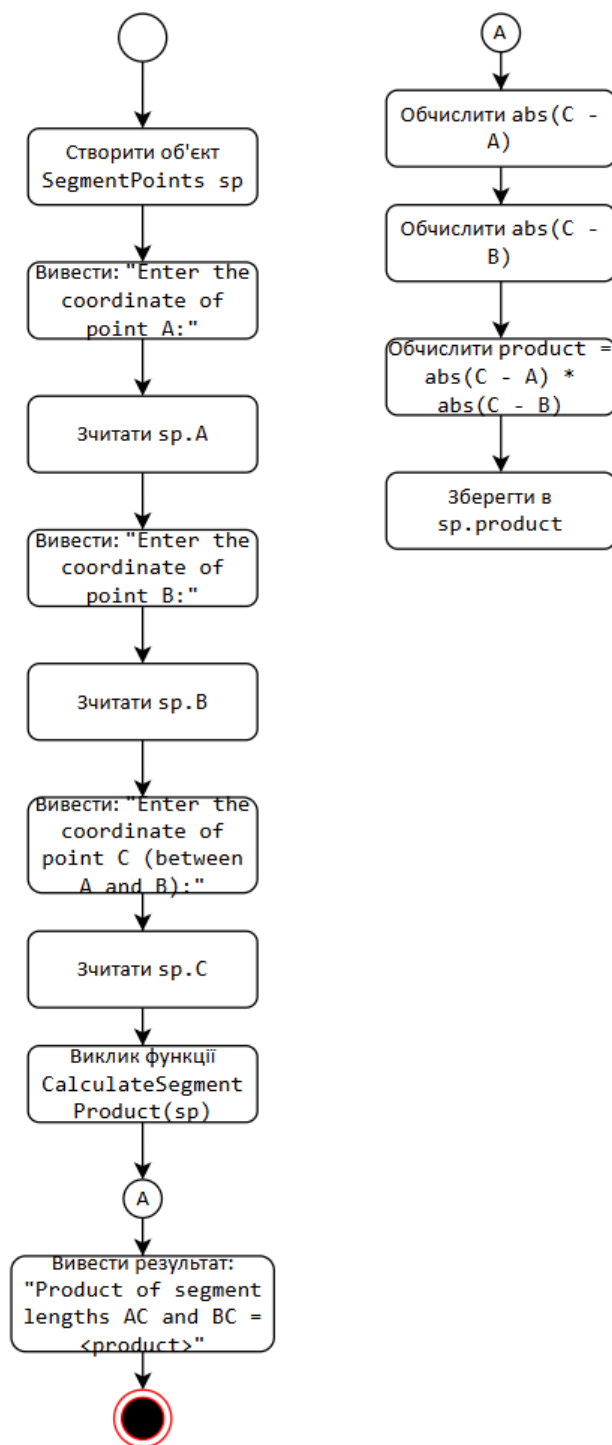 Створити об'єкт
SegmentPoints sp
Вивести: "Enter the
coordinate of
point A:"
Зчитати sp.A
Вивести: "Enter the
coordinate of
point B:"
Зчитати sp.B
Вивести: "Enter the
coordinate of
point C (between
A and B):"
Зчитати sp.C
Виклик функції
CalculateSegment
Product(sp)
A
Вивести результат:
"Product of segment
lengths AC and BC =
<product>"
A
Обчислити abs(C -
A)
Обчислити abs(C -
B)
Обчислити product =
abs(C - A) *
abs(C - B)
Зберегти в
sp.product